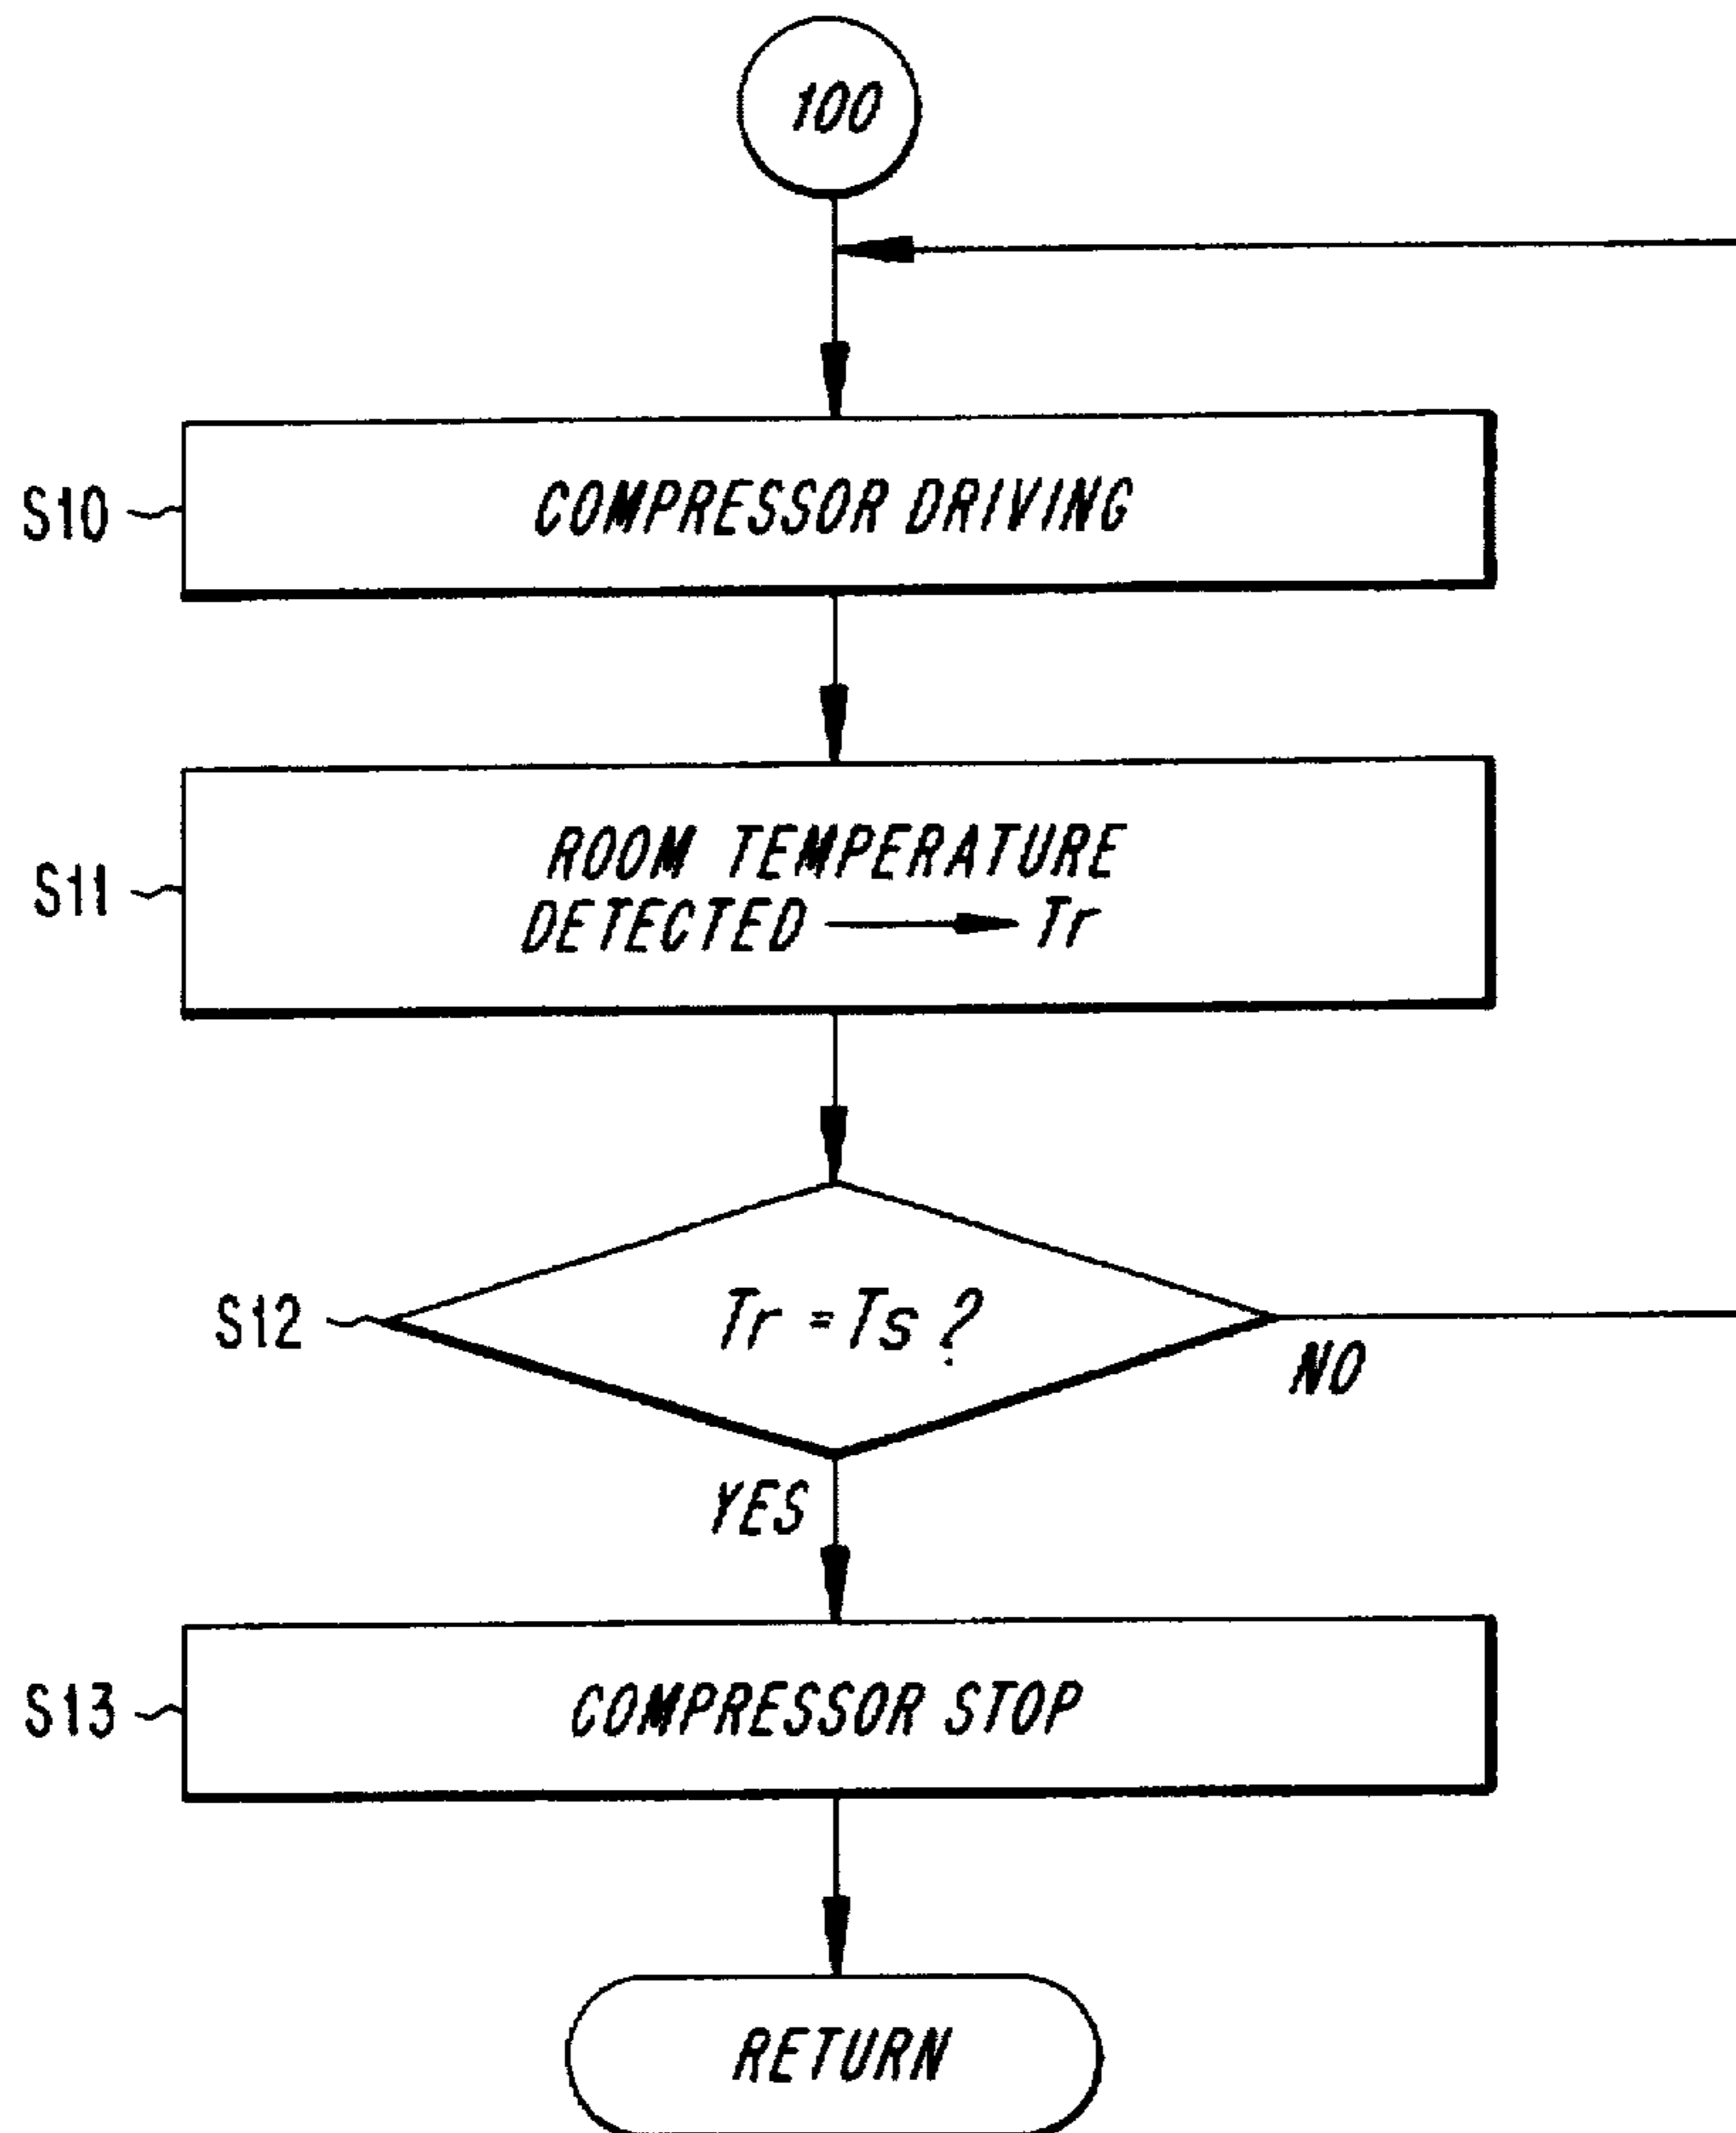 100
S10
COMPRESSOR DRIVING
S11
ROOM TEMPERATURE
DETECTED → Tr
S12
Tr = Ts ?
NO
YES
S13
COMPRESSOR STOP
RETURN